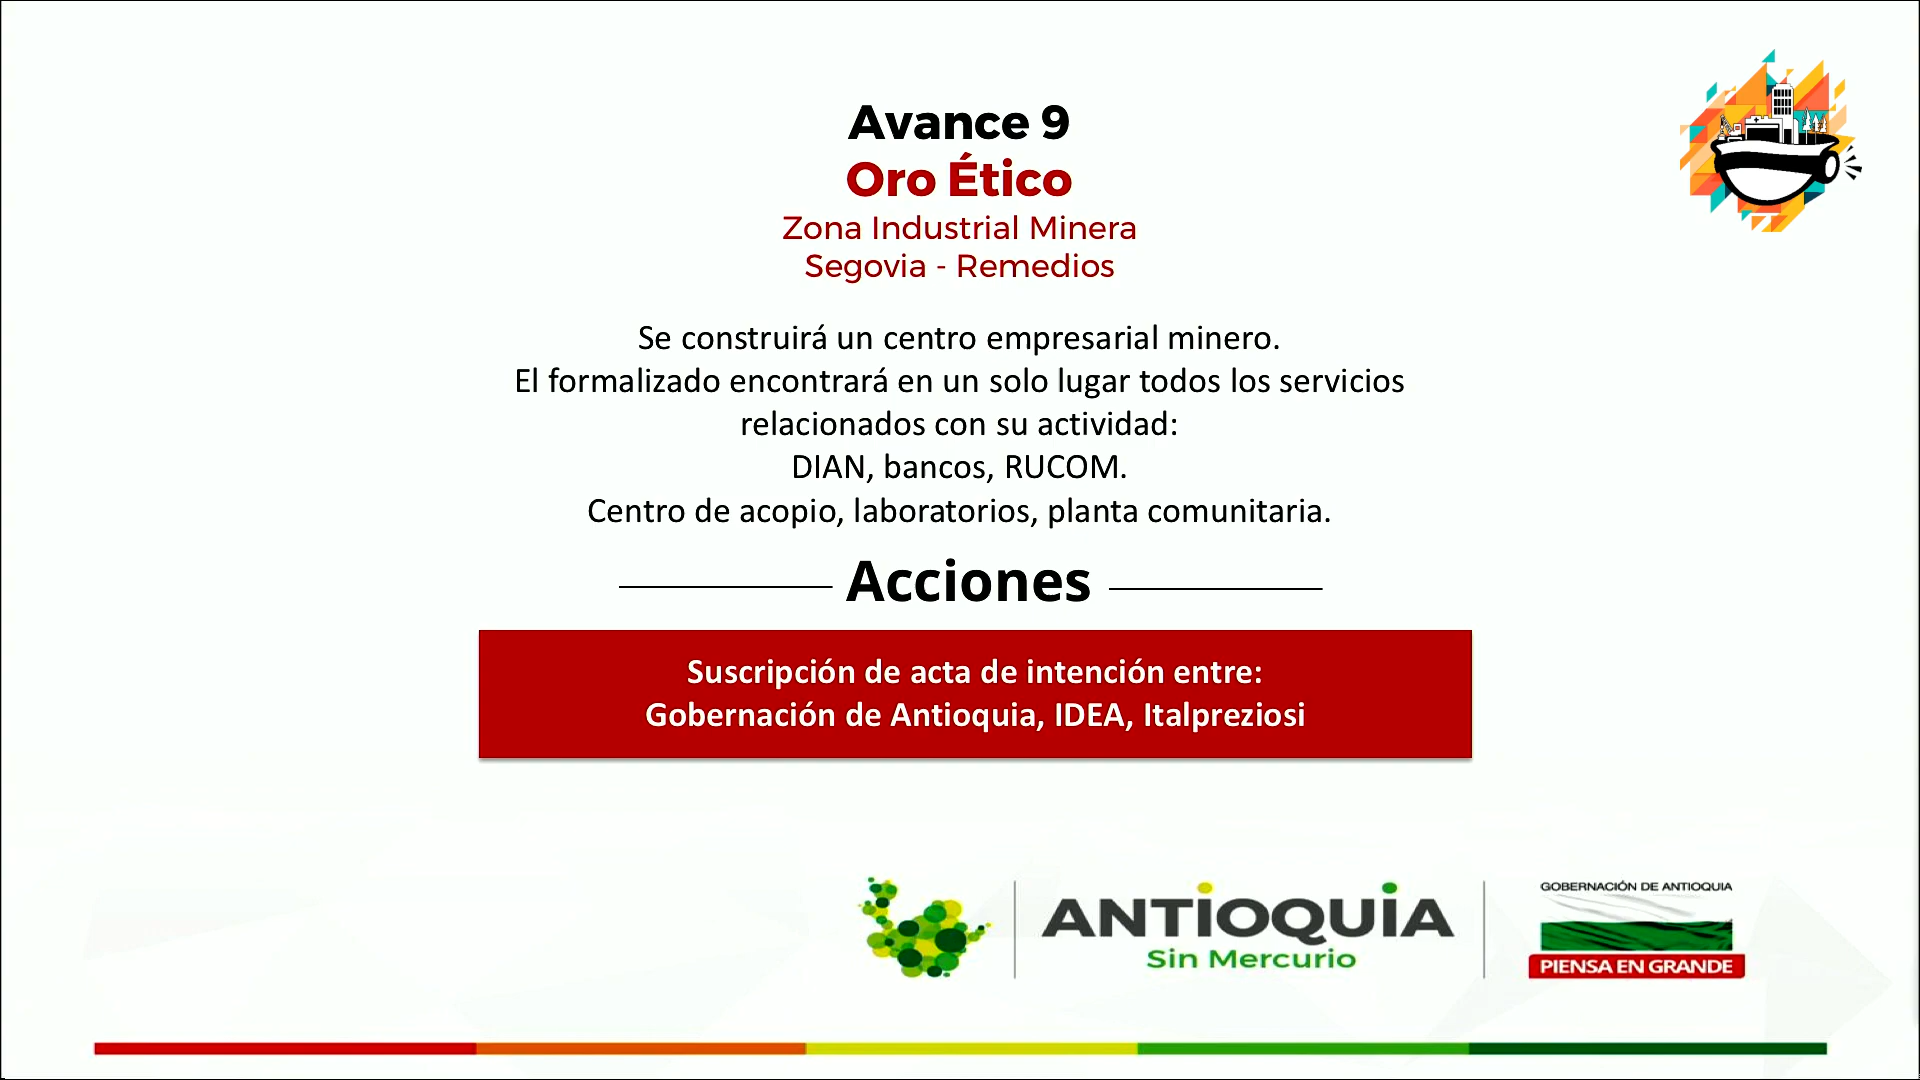 Avance 9
Oro Ético
Zona Industrial Minera
Segovia - Remedios
Se construirá un centro empresarial minero.
El formalizado encontrará en un solo lugar todos los servicios
relacionados con su actividad:
DIAN, bancos, RUCOM.
Centro de acopio, laboratorios, planta comunitaria.
Acciones
Suscripción de acta de intención entre:
Gobernación de Antioquia, IDEA, Italpreziosi
ANTIOQUIA
Sin Mercurio
GOBERNACIÓN DE ANTIOQUIA
PIENSA EN GRANDE